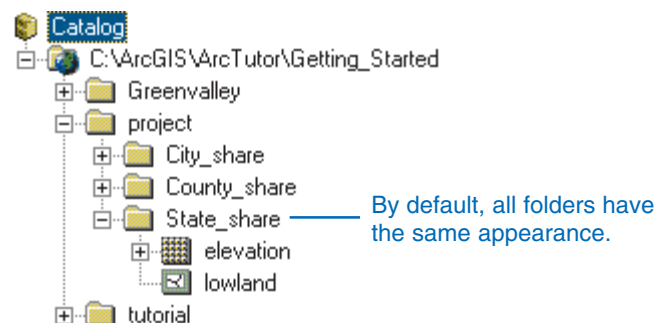 Catalog
C:\ArcGIS\ArcTutor\Getting_Started
Greenvalley
project
City_share
County_share
State_share
By default, all folders have
the same appearance.
elevation
lowland
tutorial